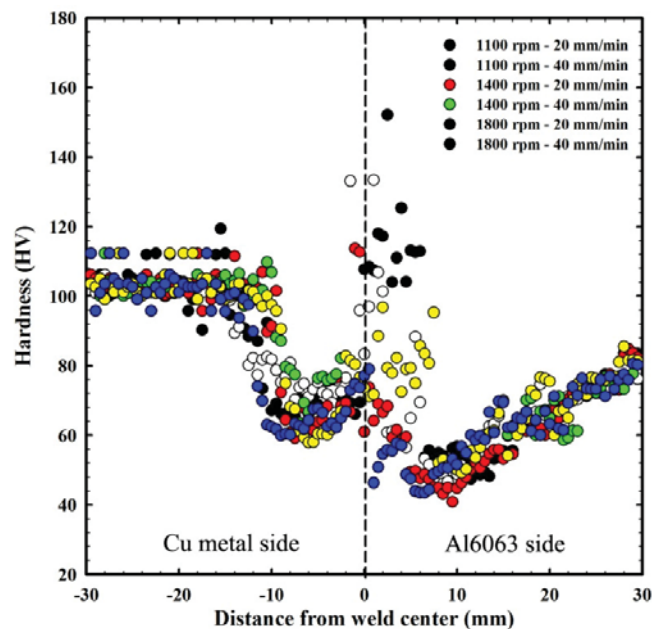 180
160
140
120
100
80
60
40
20
Hardness (HV)
1100 rpm - 20 mm/min
1100 rpm - 40 mm/min
1400 rpm - 20 mm/min
1400 rpm - 40 mm/min
1800 rpm - 20 mm/min
1800 rpm - 40 mm/min
Cu metal side
Al6063 side
-30 -20 -10 0 10 20 30
Distance from weld center (mm)